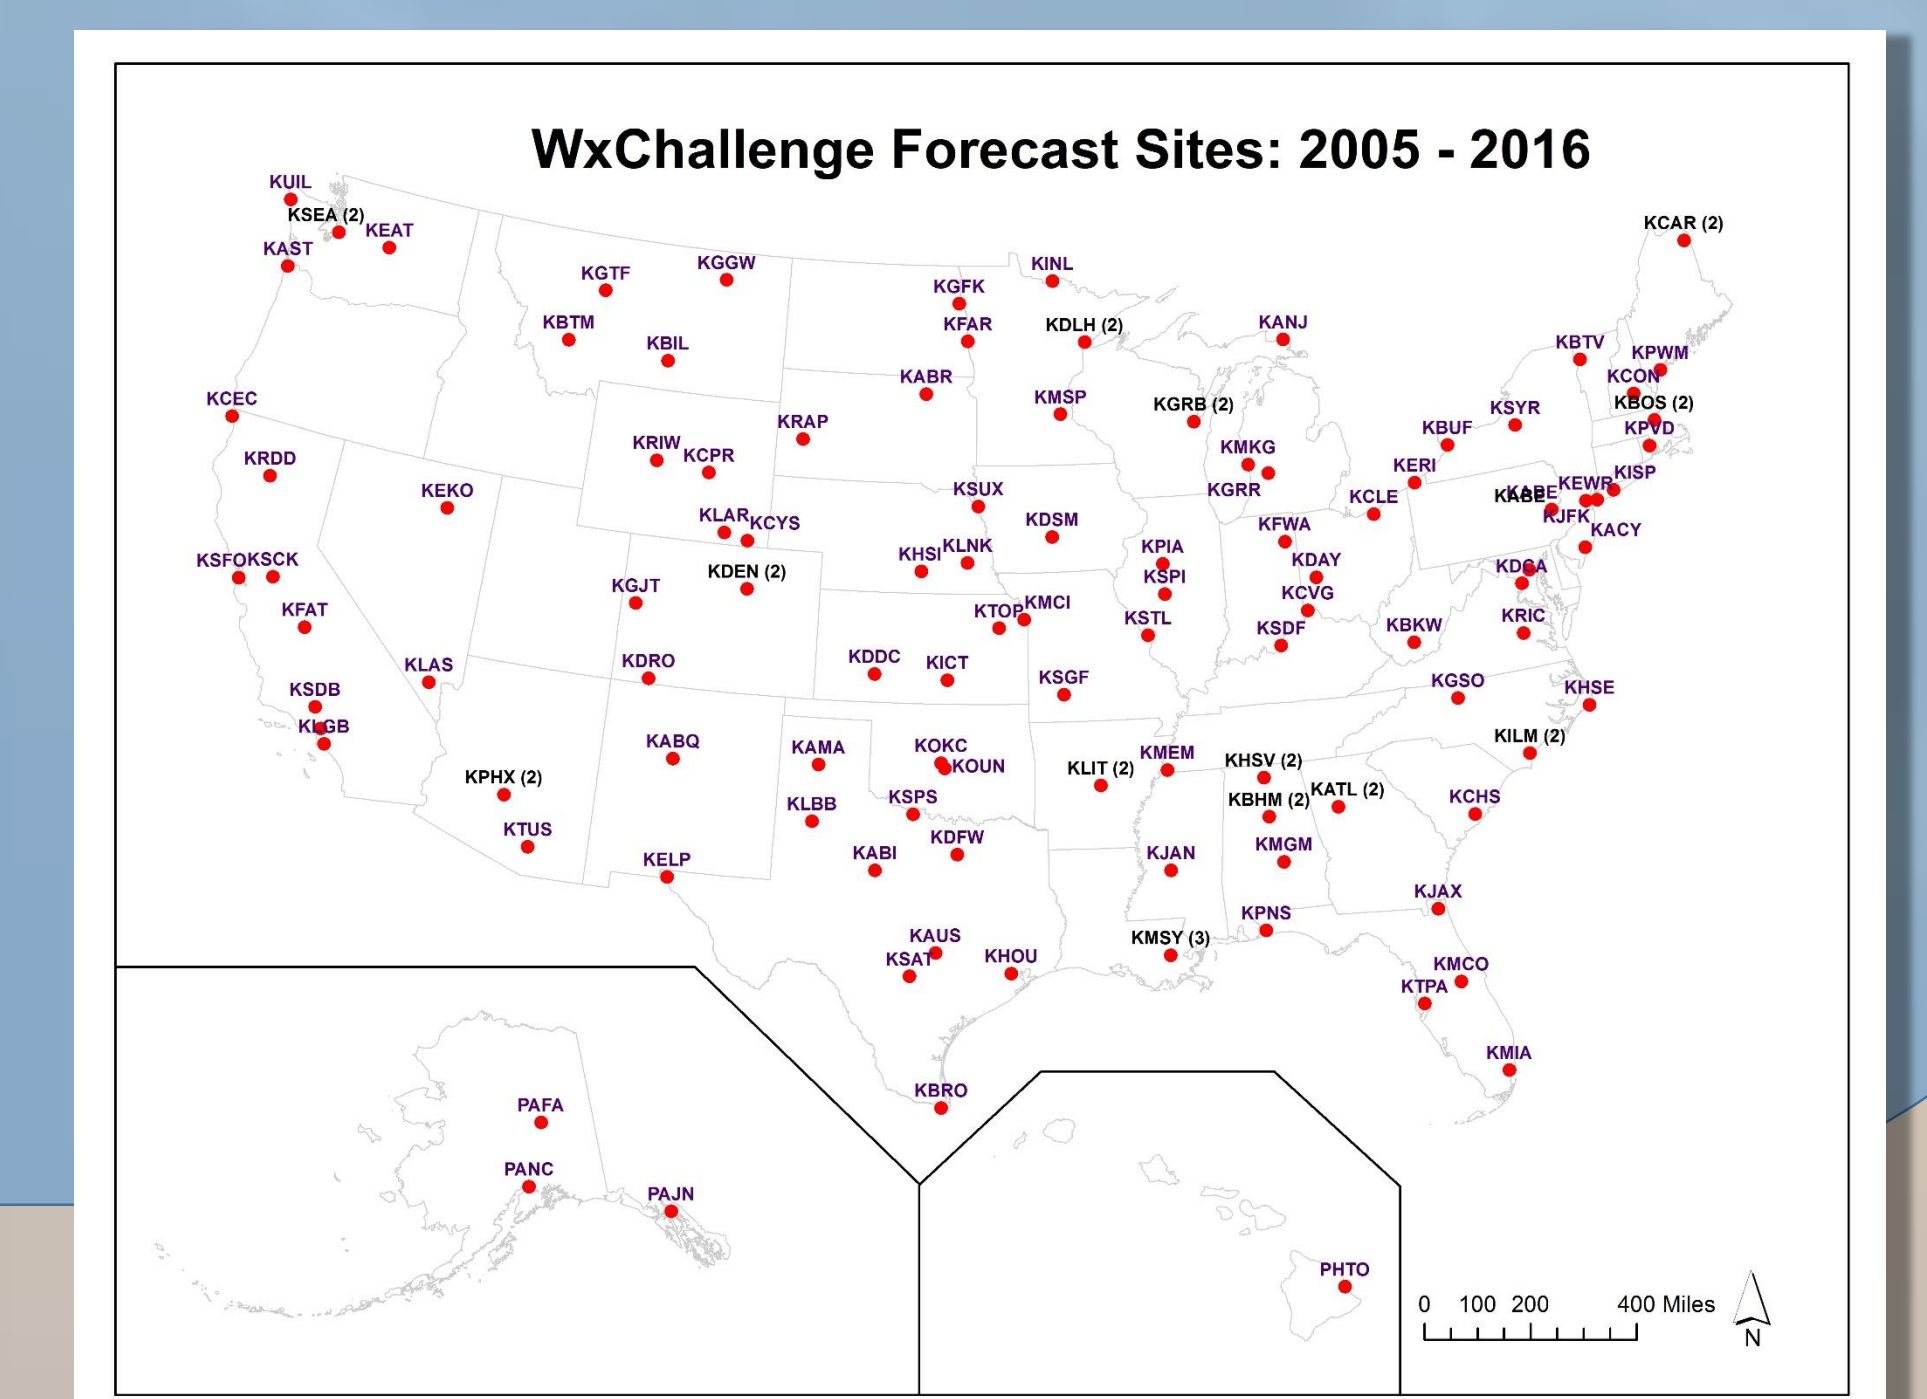 WxChallenge Forecast Sites: 2005 - 2016
KUIL
KSEA (2)
KEAT
KAST
KCAR (2)
KGTF
KGGW
KINL
KGFK
KBTM
KFAR
KDLH (2)
KANJ
KBIL
KBTV
KPWM
KABR
KCON
KCEC
KMSP
KGRB (2)
KBOS (2)
KRAP
KSYR
KBUF
KPVD
KRIW
KCPR
KMKG
KRDD
KERI
KISP
KEKO
KSUX
KGRR
KCLE
KABE
KEWR
KLAR
KCYS
KDSM
KFWA
KJFK
KACY
KSFO
KSCK
KHSI
KLNK
KPIA
KDAY
KDCA
KGJT
KDEN (2)
KSPI
KCVG
KFAT
KTOP
KMCI
KSTL
KSDF
KBKW
KRIC
KLAS
KDRO
KDDC
KICT
KSGF
KGSO
KHSE
KSDB
KLGB
KABQ
KAMA
KOKC
KOUN
KMEM
KILM (2)
KPHX (2)
KLIT (2)
KHSV (2)
KLBB
KSPS
KBHM (2)
KATL (2)
KCHS
KTUS
KDFW
KELP
KABI
KJAN
KMGM
KJAX
KPNS
KAUS
KSAT
KHOU
KMSY (3)
KMCO
KTPA
KMIA
KBRO
PAFA
PANC
PAJN
PHTO
0 100 200 400 Miles
N